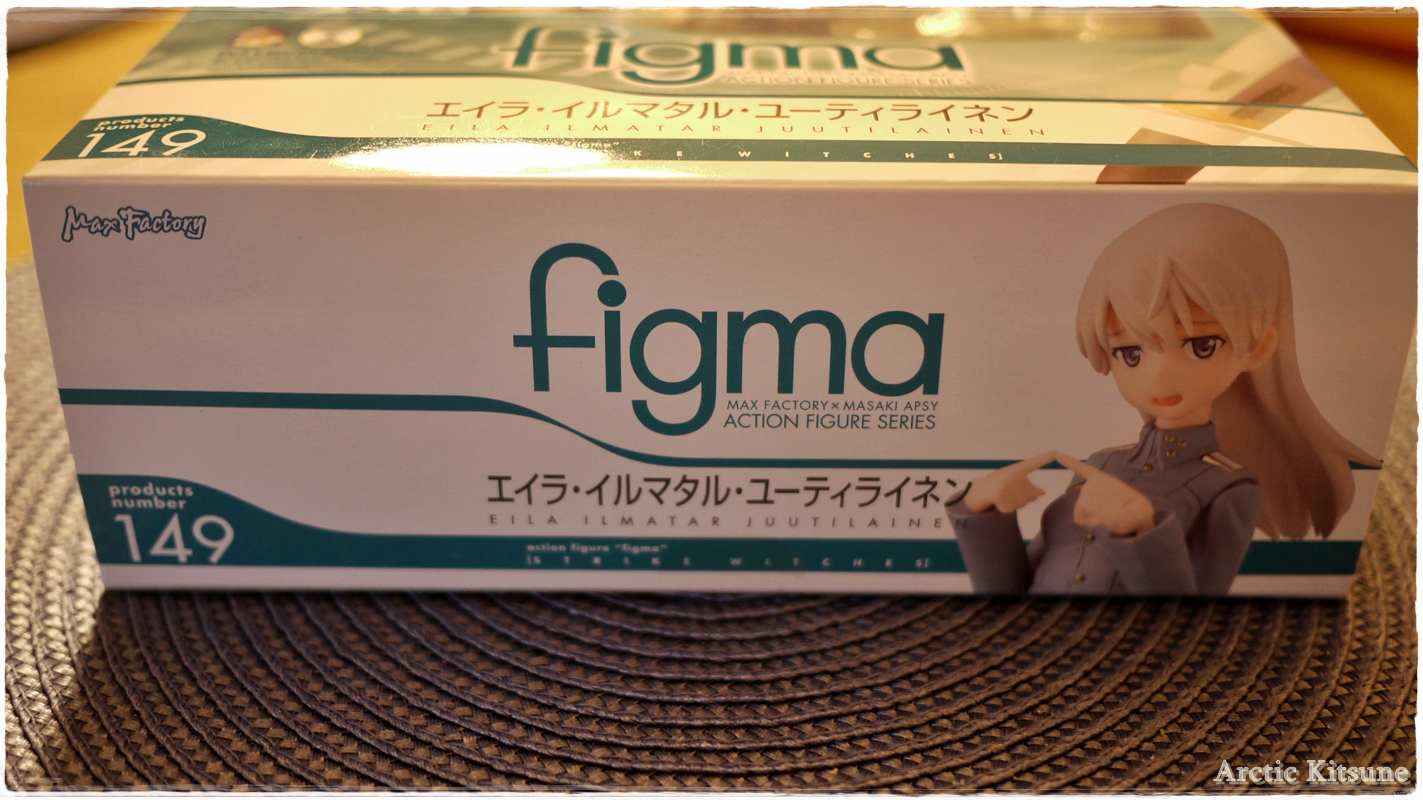 figma
ACTION FIGURE SERIES
エイラ・イルマタル・ユーティライネン
EILA ILMATAR JUUTILAINEN
products
number
149
KE WITCHES]
Max Factory
figma
MAX FACTORY×MASAKI APSY
ACTION FIGURE SERIES
エイラ・イルマタル・ユーティライネン
EILA ILMATAR JUUTILAINEN
products
number
149
action figure "figma"
[STRIKE WITCHES]
Arctic Kitsune